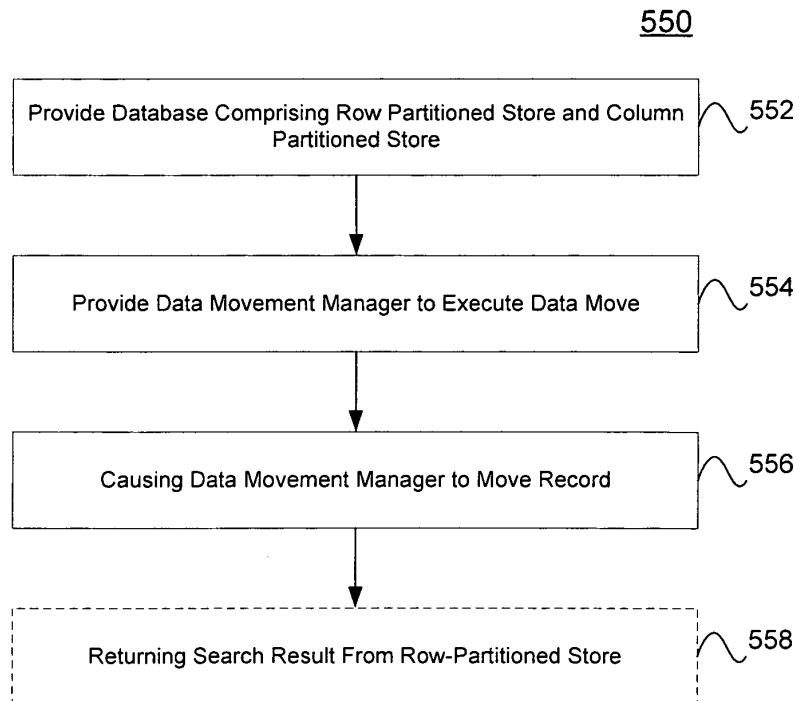 550
Provide Database Comprising Row Partitioned Store and Column
Partitioned Store
552
Provide Data Movement Manager to Execute Data Move
554
Causing Data Movement Manager to Move Record
556
Returning Search Result From Row-Partitioned Store
558